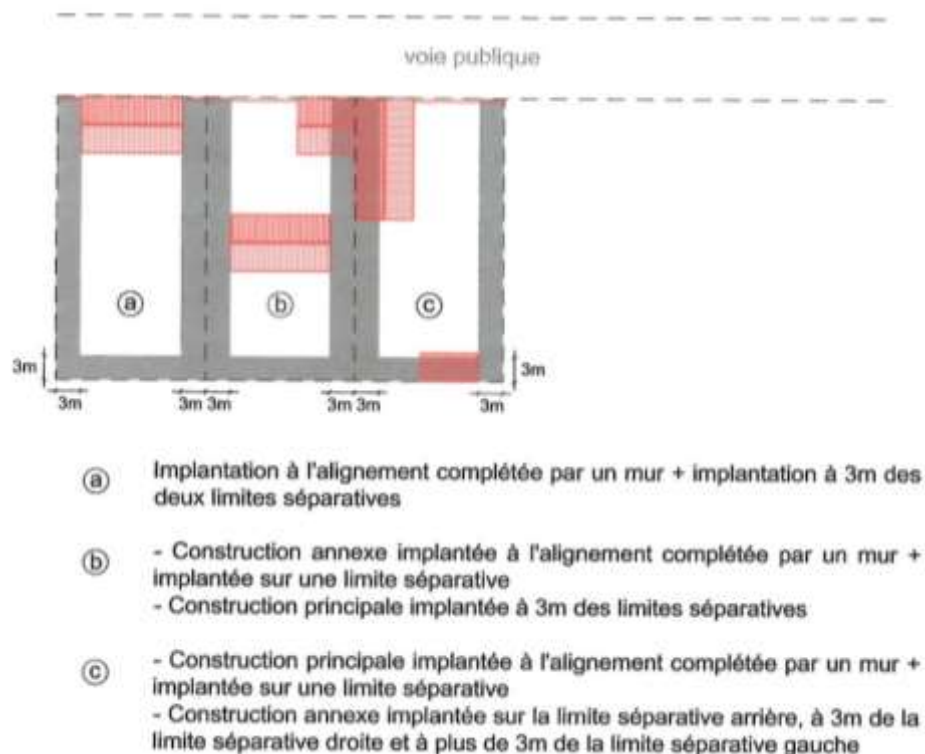 voie publique
a
b
c
3m
3m
3m
3m 3m
3m 3m
3m
a
Implantation à l'alignement complétée par un mur + implantation à 3m des
deux limites séparatives
b
- Construction annexe implantée à l'alignement complétée par un mur +
implantée sur une limite séparative
- Construction principale implantée à 3m des limites séparatives
c
- Construction principale implantée à l'alignement complétée par un mur +
implantée sur une limite séparative
- Construction annexe implantée sur la limite séparative arrière, à 3m de la
limite séparative droite et à plus de 3m de la limite séparative gauche